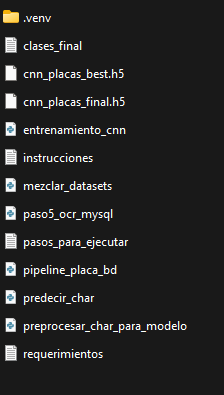 .venv
clases_final
cnn_placas_best.h5
cnn_placas_final.h5
entrenamiento_cnn
instrucciones
mezclar_datasets
paso5_ocr_mysql
pasos_para_ejecutar
pipeline_placa_bd
predecir_char
preprocesar_char_para_modelo
requerimientos